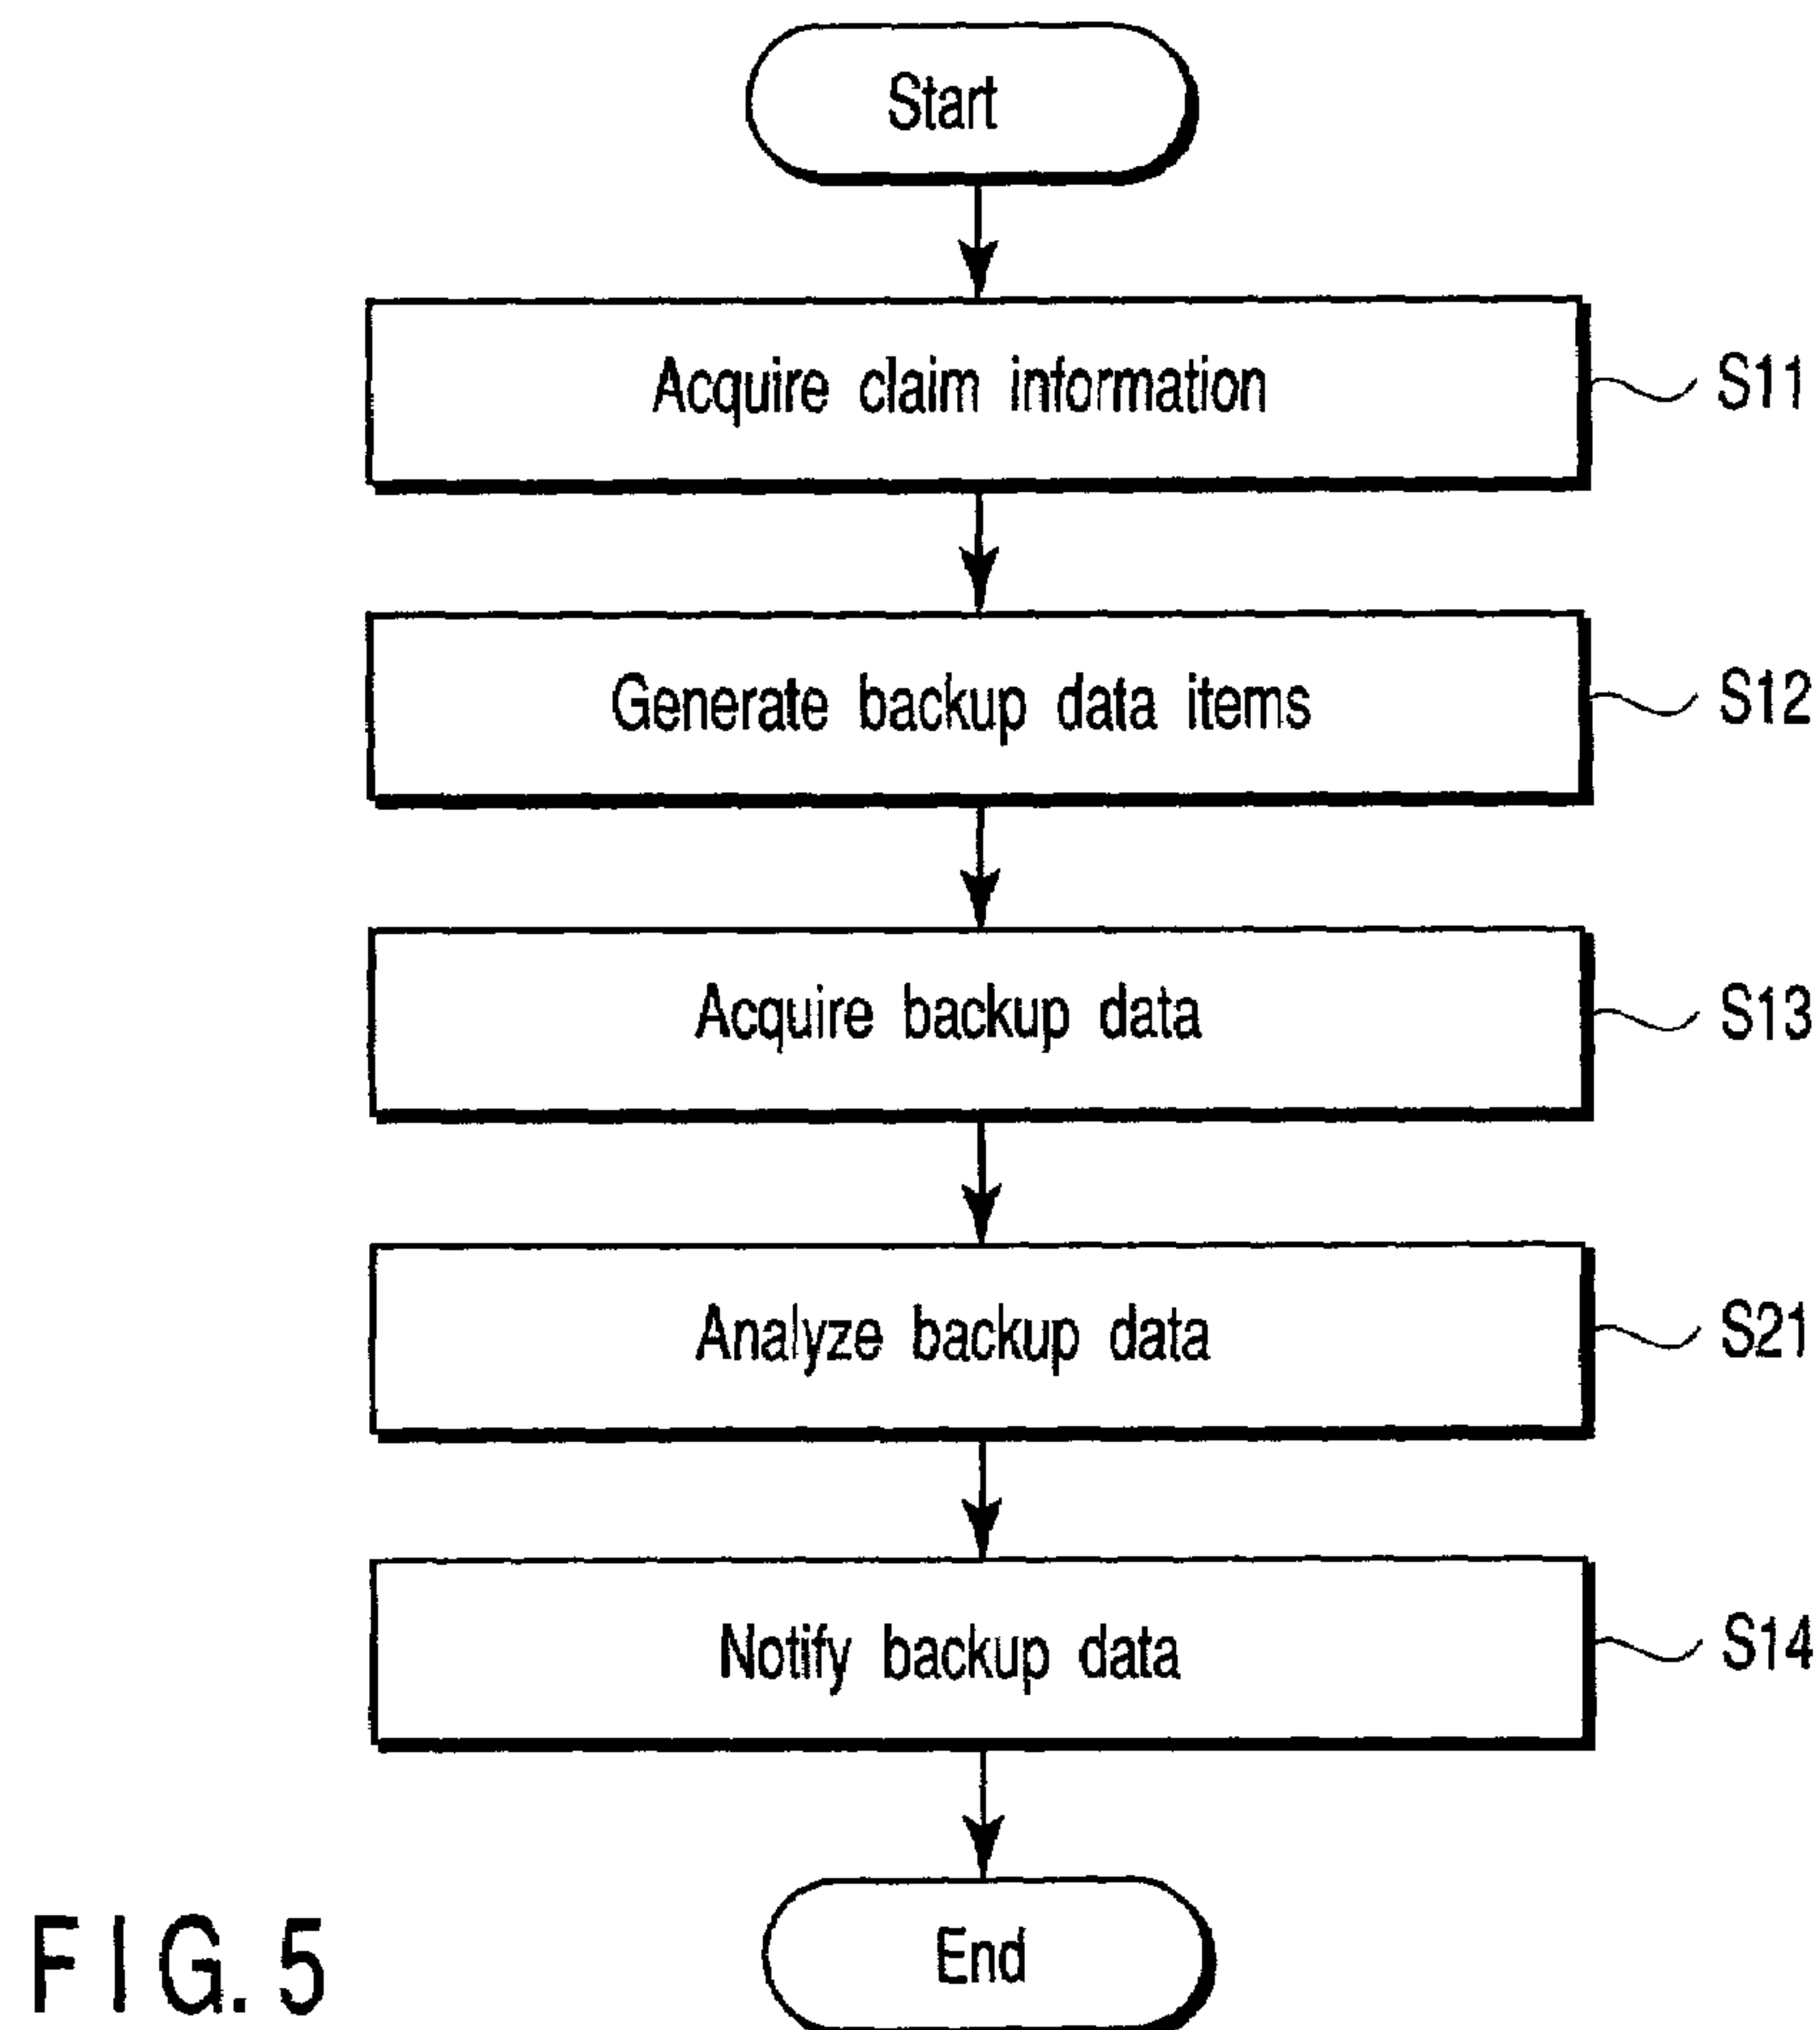 Start
Acquire claim information
S11
Generate backup data items
S12
Acquire backup data
S13
Analyze backup data
S21
Notify backup data
S14
End
FIG. 5